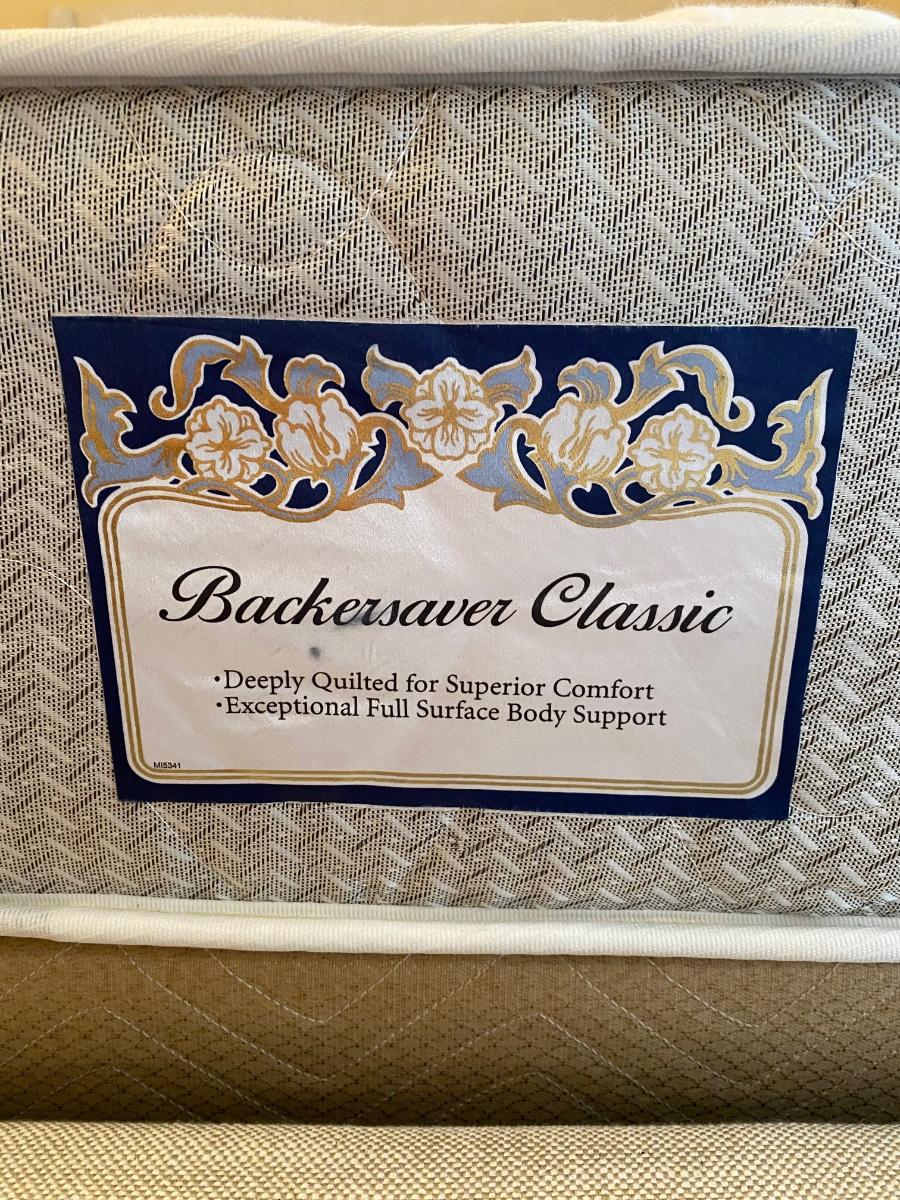 Backersaver Classic
•Deeply Quilted for Superior Comfort
•Exceptional Full Surface Body Support
MI5341